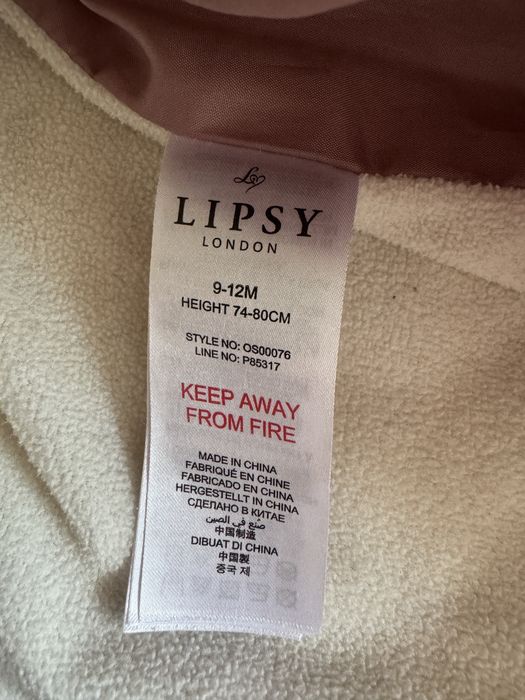 LIPSY
LONDON
9-12M
HEIGHT 74-80CM
STYLE NO: OS00076
LINE NO: P85317
KEEP AWAY
FROM FIRE
MADE IN CHINA
FABRIQUÉ EN CHINE
FABRICADO EN CHINA
HERGESTELLT IN CHINA
СДЕЛАНО В КИТАЕ
صنع في الصين
中国制造
DIBUAT DI CHINA
中国製
중국 제